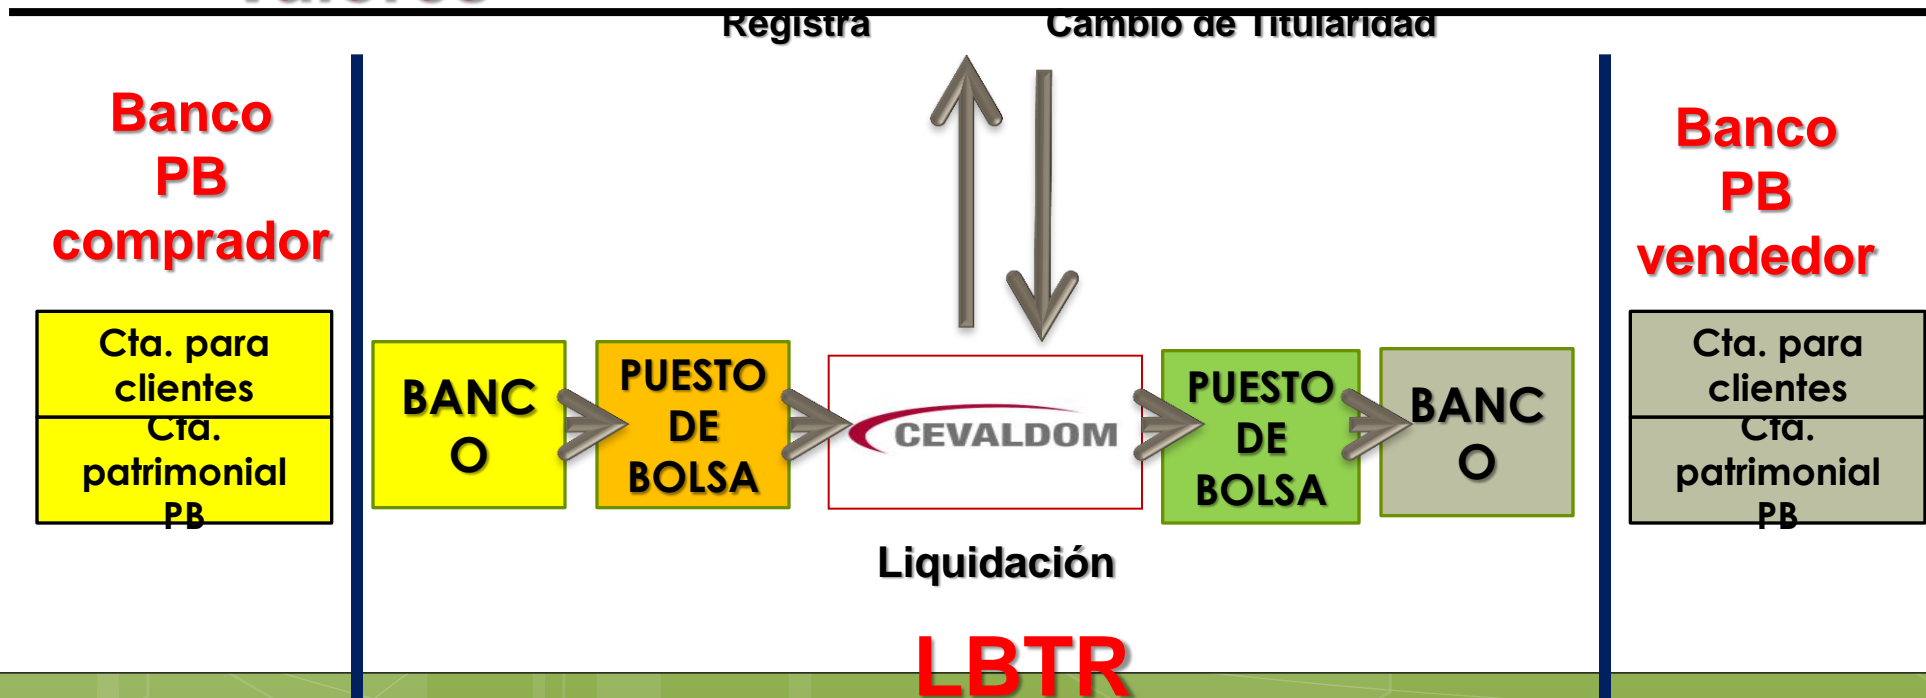 Registra
Cambio de Titularidad
Banco
PB
comprador
Banco
PB
vendedor
Cta. para
clientes
Cta.
patrimonial
PB
BANC
O
PUESTO
DE
BOLSA
CEVALDOM
PUESTO
DE
BOLSA
BANC
O
Cta. para
clientes
Cta.
patrimonial
PB
Liquidación
LBTR